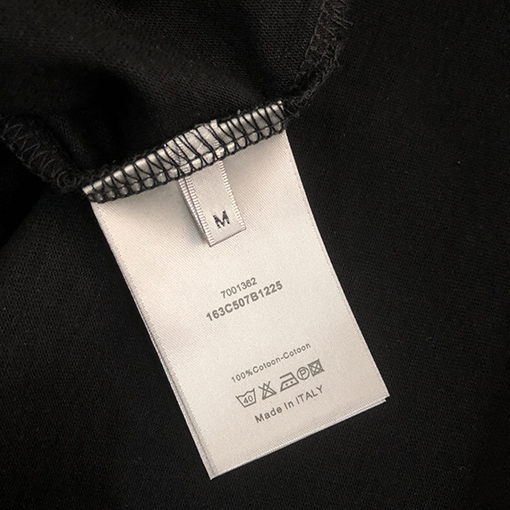 M
7001362
163C507B1225
100%Cotoon-Cotoon
40 P
Made In ITALY